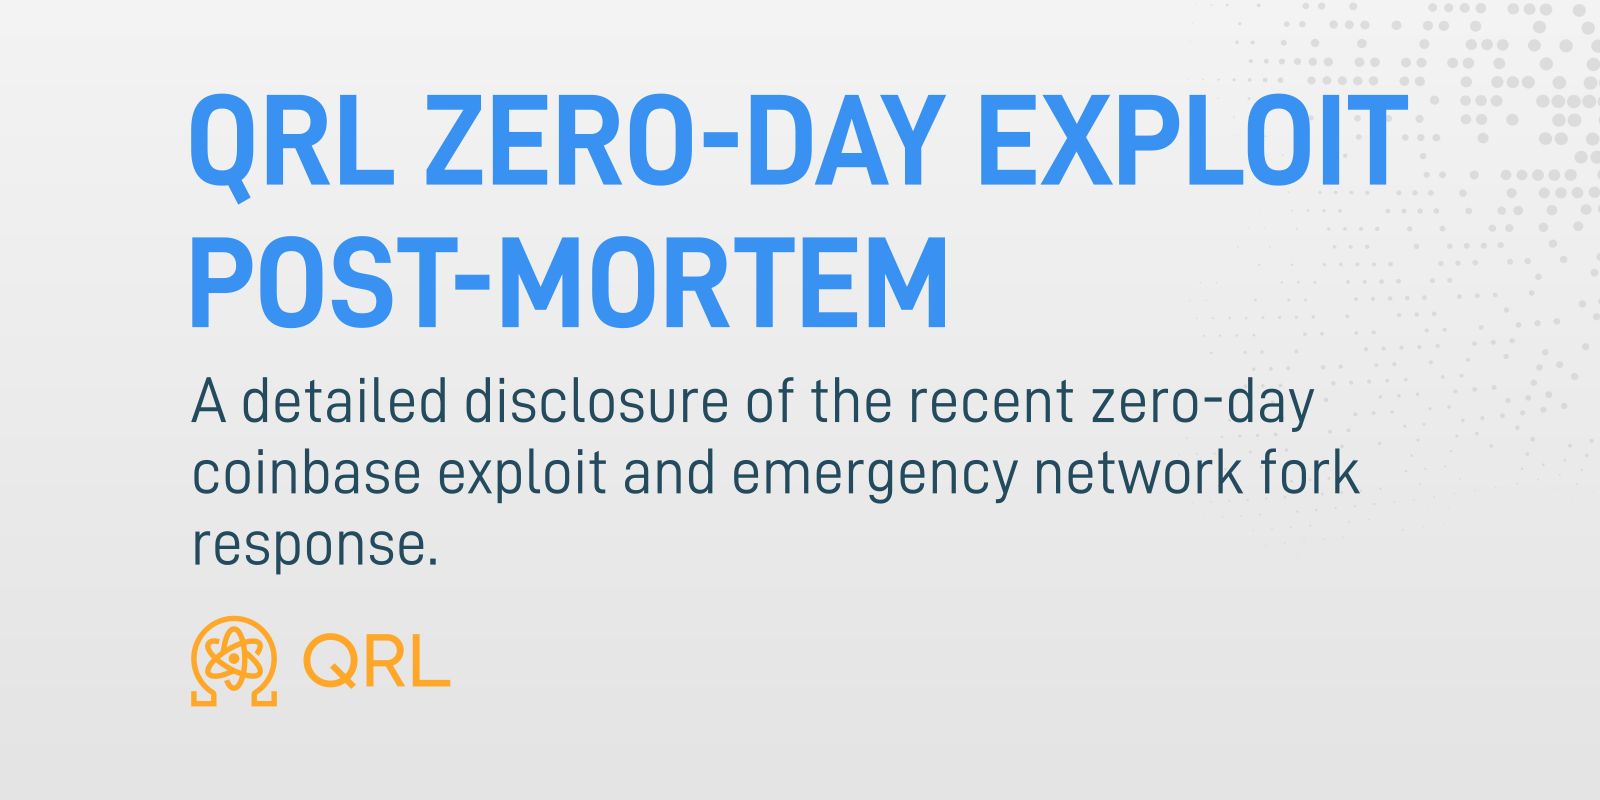 QRL ZERO-DAY EXPLOIT
POST-MORTEM
A detailed disclosure of the recent zero-day
coinbase exploit and emergency network fork
response.
QRL